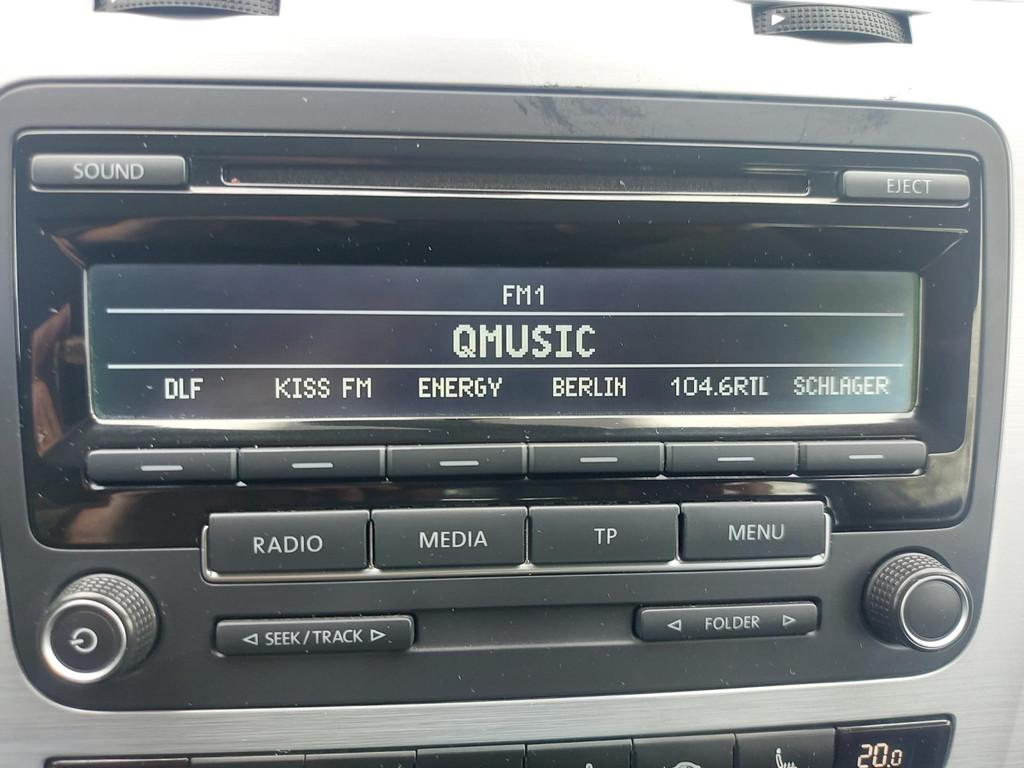 SOUND EJECT
FM1
QMUSIC
DLF KISS FM ENERGY BERLIN 104.6RTL SCHLAGER
RADIO MEDIA TP MENU
SEEK/TRACK FOLDER
20.0